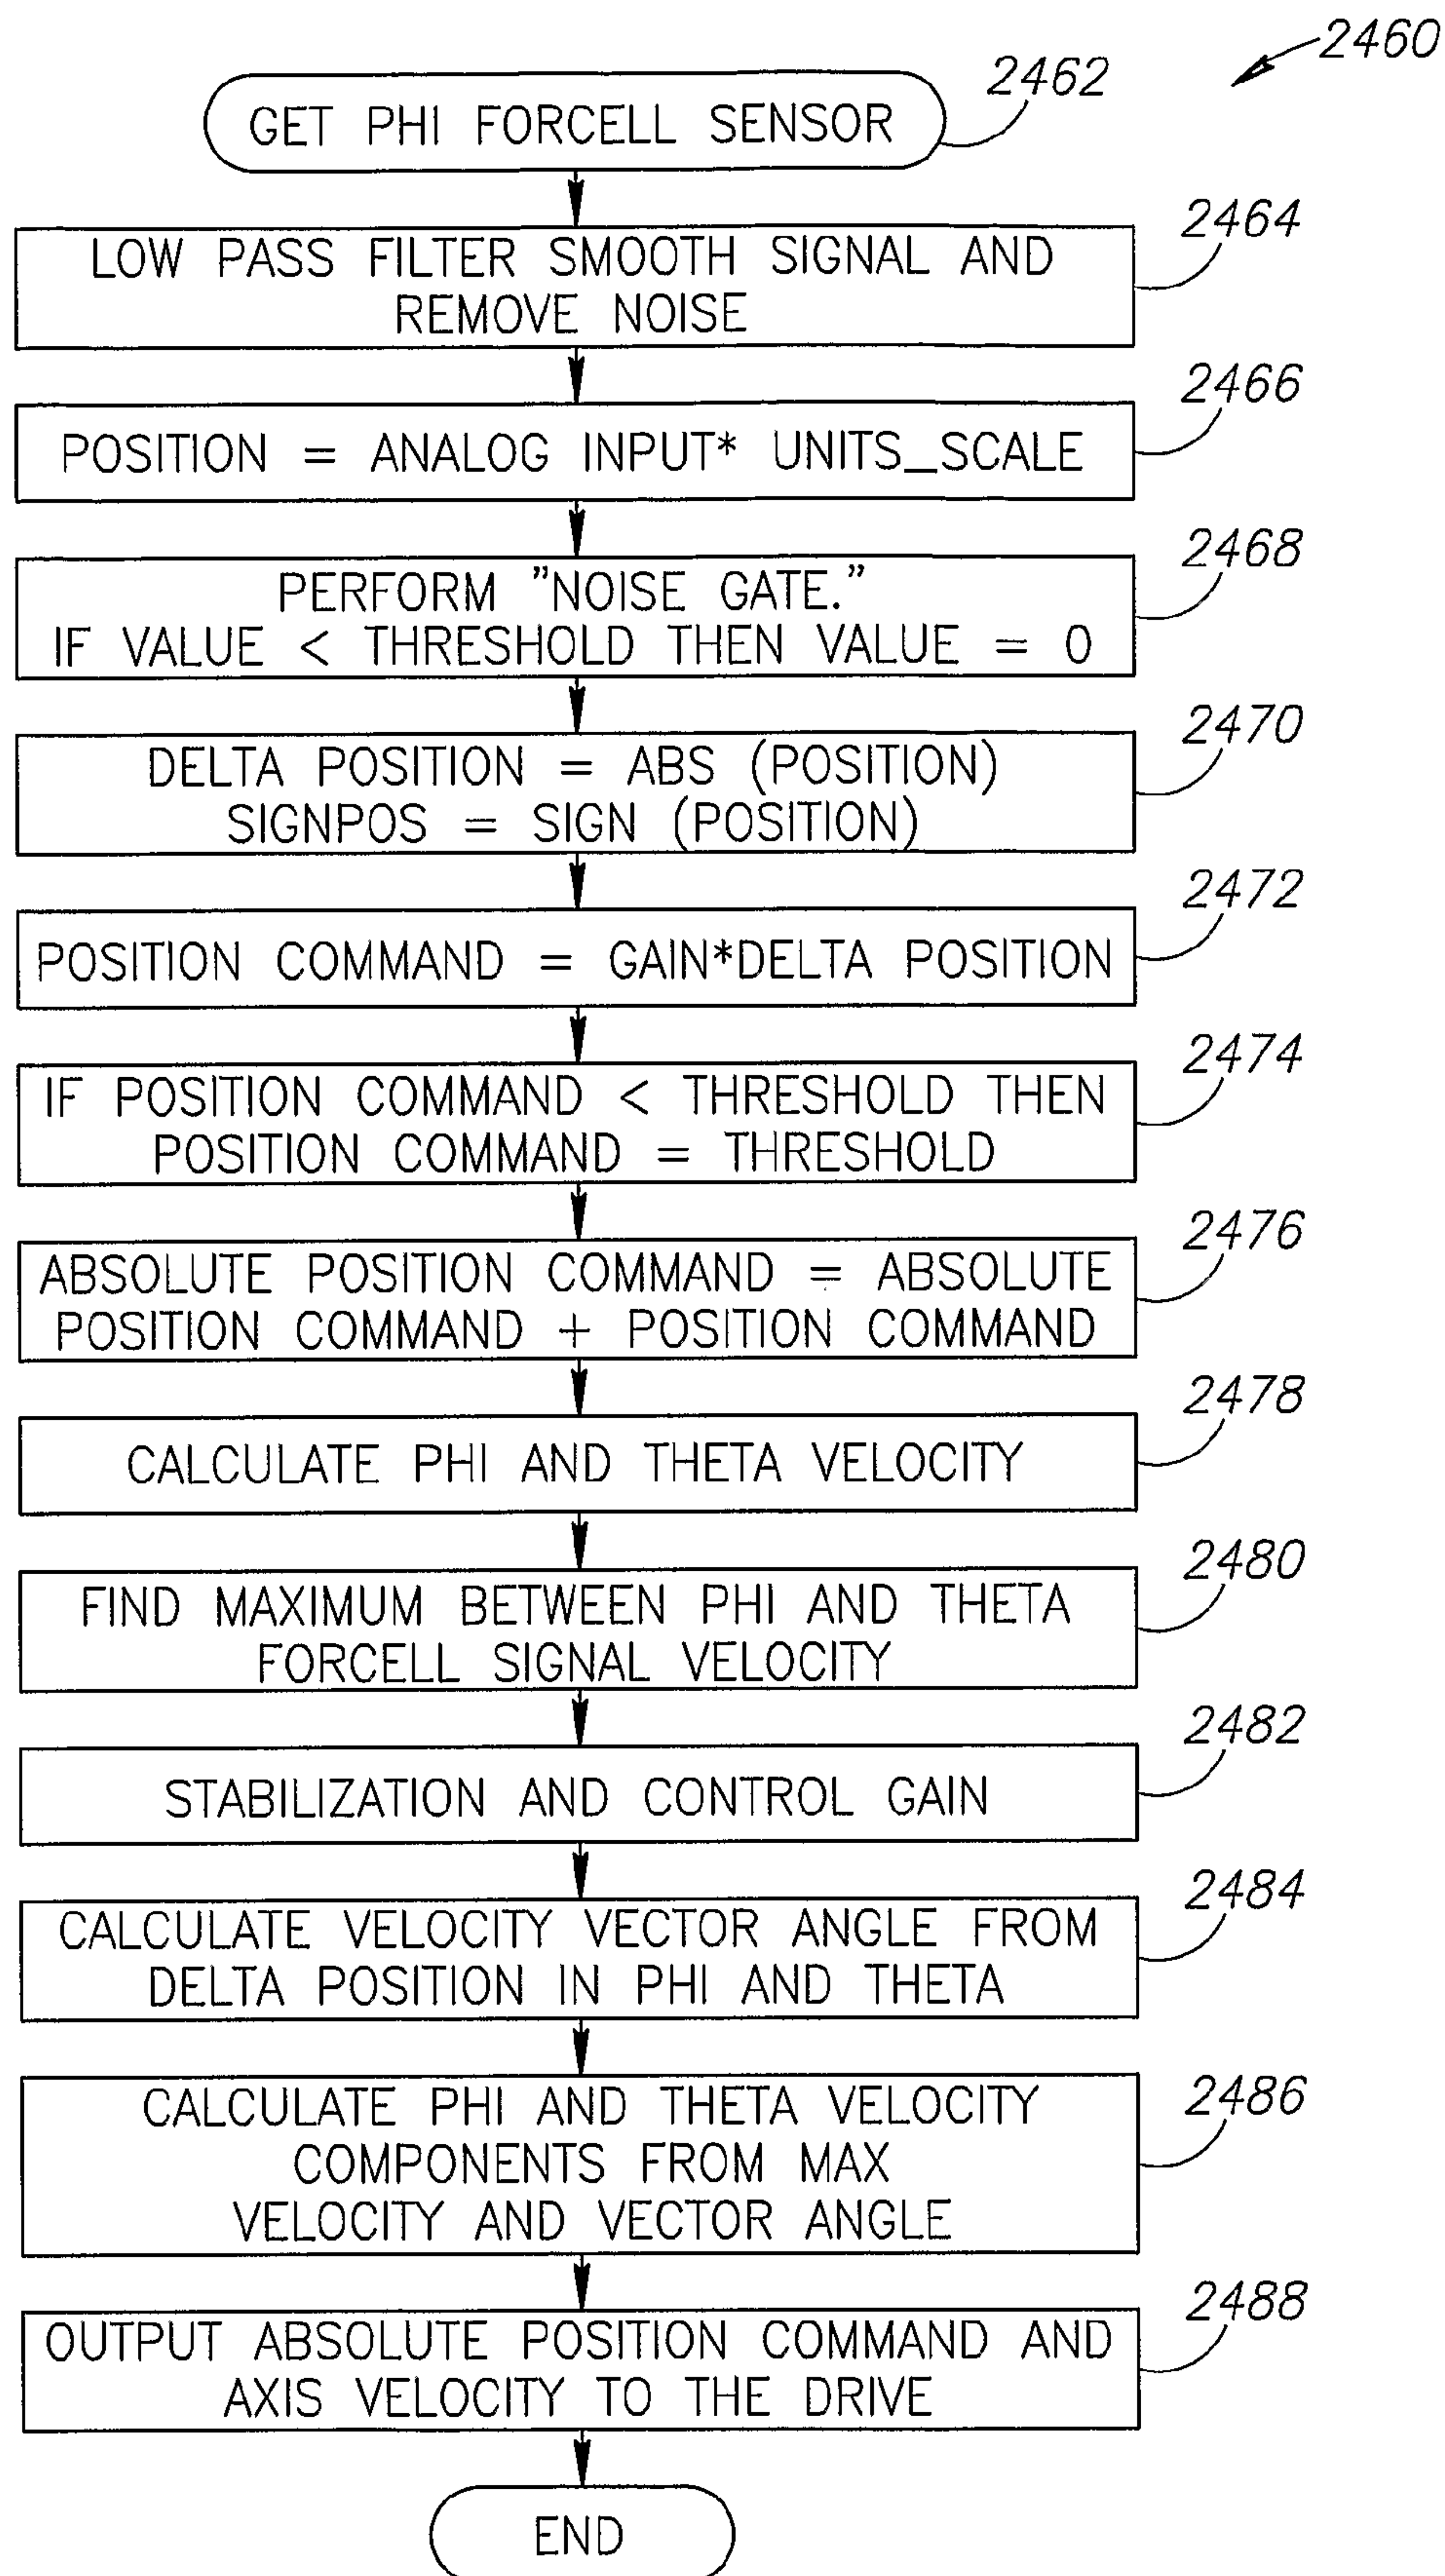 2460
2462
GET PHI FORCELL SENSOR
2464
LOW PASS FILTER SMOOTH SIGNAL AND
REMOVE NOISE
2466
POSITION = ANALOG INPUT* UNITS_SCALE
2468
PERFORM ”NOISE GATE.”
IF VALUE < THRESHOLD THEN VALUE = 0
2470
DELTA POSITION = ABS (POSITION)
SIGNPOS = SIGN (POSITION)
2472
POSITION COMMAND = GAIN*DELTA POSITION
2474
IF POSITION COMMAND < THRESHOLD THEN
POSITION COMMAND = THRESHOLD
2476
ABSOLUTE POSITION COMMAND = ABSOLUTE
POSITION COMMAND + POSITION COMMAND
2478
CALCULATE PHI AND THETA VELOCITY
2480
FIND MAXIMUM BETWEEN PHI AND THETA
FORCELL SIGNAL VELOCITY
2482
STABILIZATION AND CONTROL GAIN
2484
CALCULATE VELOCITY VECTOR ANGLE FROM
DELTA POSITION IN PHI AND THETA
2486
CALCULATE PHI AND THETA VELOCITY
COMPONENTS FROM MAX
VELOCITY AND VECTOR ANGLE
2488
OUTPUT ABSOLUTE POSITION COMMAND AND
AXIS VELOCITY TO THE DRIVE
END